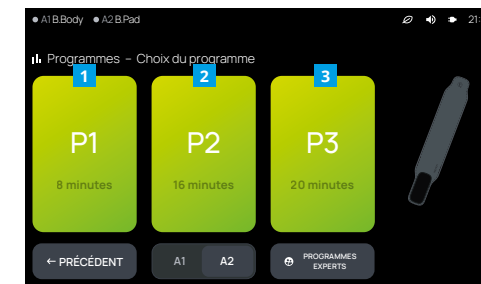 A1 B.Body A2 B.Pad 21:
Programmes - Choix du programme
1 2 3
P1 P2 P3
8 minutes 16 minutes 20 minutes
← PRÉCÉDENT A1 A2 PROGRAMMES
EXPERTS